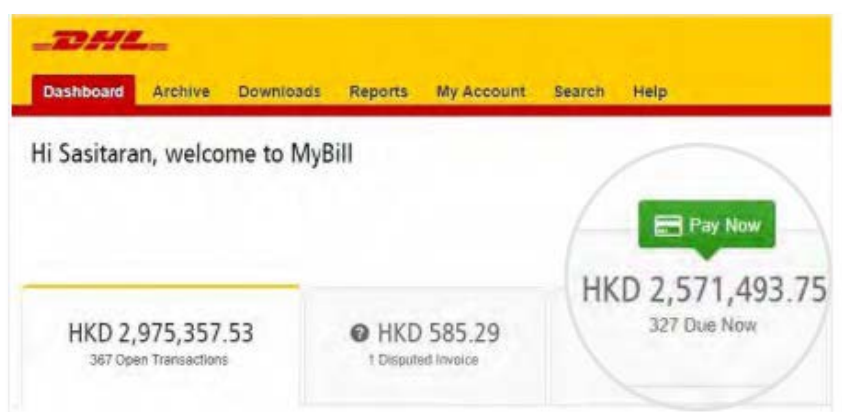 DHL
Dashboard Archive Downloads Reports My Account Search Help
Hi Sasitaran, welcome to MyBill
Pay Now
HKD 2,571,493.75
327 Due Now
HKD 2,975,357.53
367 Open Transactions
? HKD 585.29
1 Disputed Invoice